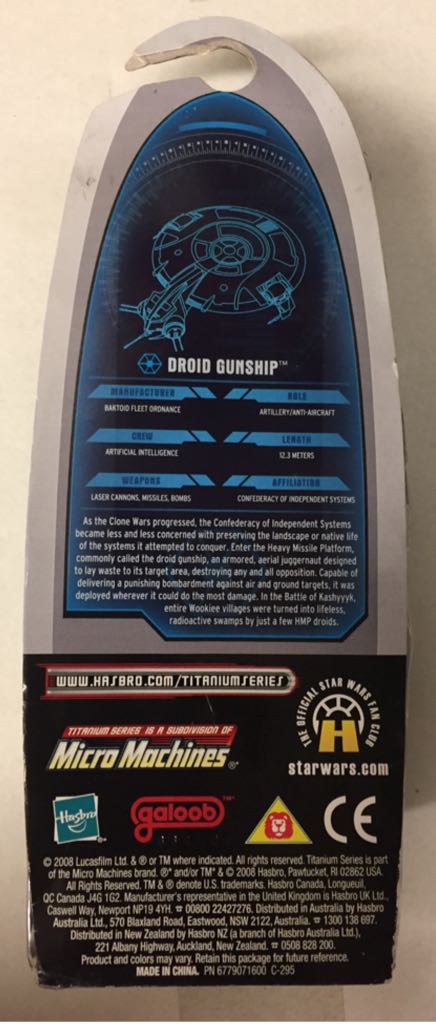 DROID GUNSHIP™
MANUFACTURER ROLE
BAKTOID FLEET ORDNANCE ARTILLERY/ANTI-AIRCRAFT
CREW LENGTH
ARTIFICIAL INTELLIGENCE 12.3 METERS
WEAPONS AFFILIATION
LASER CANNONS, MISSILES, BOMBS CONFEDERACY OF INDEPENDENT SYSTEMS
As the Clone Wars progressed, the Confederacy of Independent Systems
became less and less concerned with preserving the landscape or native life
of the systems it attempted to conquer. Enter the Heavy Missile Platform,
commonly called the droid gunship, an armored, aerial juggernaut designed
to lay waste to its target area, destroying any and all opposition. Capable of
delivering a punishing bombardment against air and ground targets, it was
deployed wherever it could do the most damage. In the Battle of Kashyyyk,
entire Wookiee villages were turned into lifeless,
radioactive swamps by just a few HMP droids.
WWW.HASBRO.COM/TITANIUMSERIES
THE OFFICIAL STAR WARS FAN CLUB
H
starwars.com
TITANIUM SERIES IS A SUBDIVISION OF
Micro Machines®
Hasbro®
galoob™
CE
© 2008 Lucasfilm Ltd. & ® or TM where indicated. All rights reserved. Titanium Series is part
of the Micro Machines brand. ® and/or TM* & © 2008 Hasbro, Pawtucket, RI 02862 USA.
All Rights Reserved. TM & ® denote U.S. trademarks. Hasbro Canada, Longueuil,
QC Canada J4G 1G2. Manufacturer's representative in the United Kingdom is Hasbro UK Ltd.,
Caswell Way, Newport NP19 4YH. ☎ 00800 22427276. Distributed in Australia by Hasbro
Australia Ltd., 570 Blaxland Road, Eastwood, NSW 2122, Australia. ☎ 1300 138 697.
Distributed in New Zealand by Hasbro (a branch of Hasbro Australia Ltd.),
221 Albany Highway, Auckland, New Zealand. ☎ 0508 828 200.
Product and colors may vary. Retain this package for future reference.
MADE IN CHINA. PN 6779071600 C-295